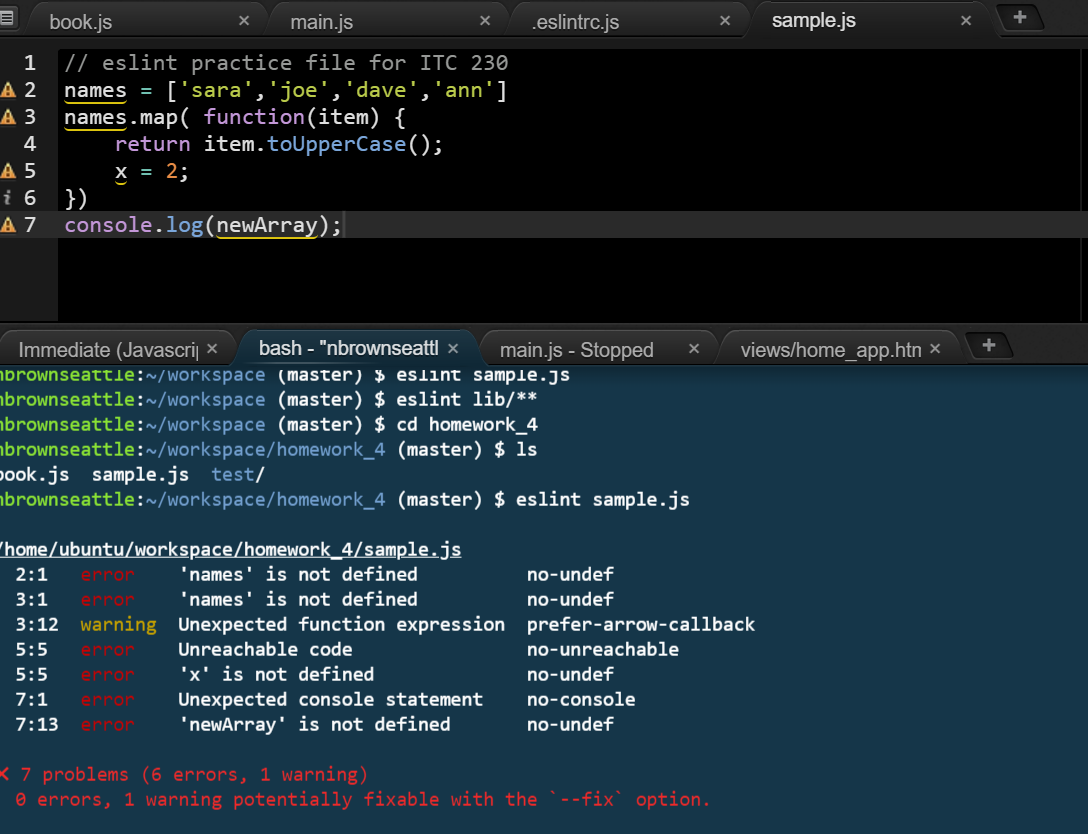 book.js × main.js × .eslintrc.js × sample.js × +
1 // eslint practice file for ITC 230
2 names = ['sara','joe','dave','ann']
3 names.map( function(item) {
4 return item.toUpperCase();
5 x = 2;
6 })
7 console.log(newArray);
Immediate (Javascrip × bash - "nbrownseattl × main.js - Stopped × views/home_app.htn × +
nbrownseattle:~/workspace (master) $ eslint sample.js
nbrownseattle:~/workspace (master) $ eslint lib/**
nbrownseattle:~/workspace (master) $ cd homework_4
nbrownseattle:~/workspace/homework_4 (master) $ ls
book.js sample.js test/
nbrownseattle:~/workspace/homework_4 (master) $ eslint sample.js
/home/ubuntu/workspace/homework_4/sample.js
2:1 error 'names' is not defined no-undef
3:1 error 'names' is not defined no-undef
3:12 warning Unexpected function expression prefer-arrow-callback
5:5 error Unreachable code no-unreachable
5:5 error 'x' is not defined no-undef
7:1 error Unexpected console statement no-console
7:13 error 'newArray' is not defined no-undef
✕ 7 problems (6 errors, 1 warning)
0 errors, 1 warning potentially fixable with the `--fix` option.